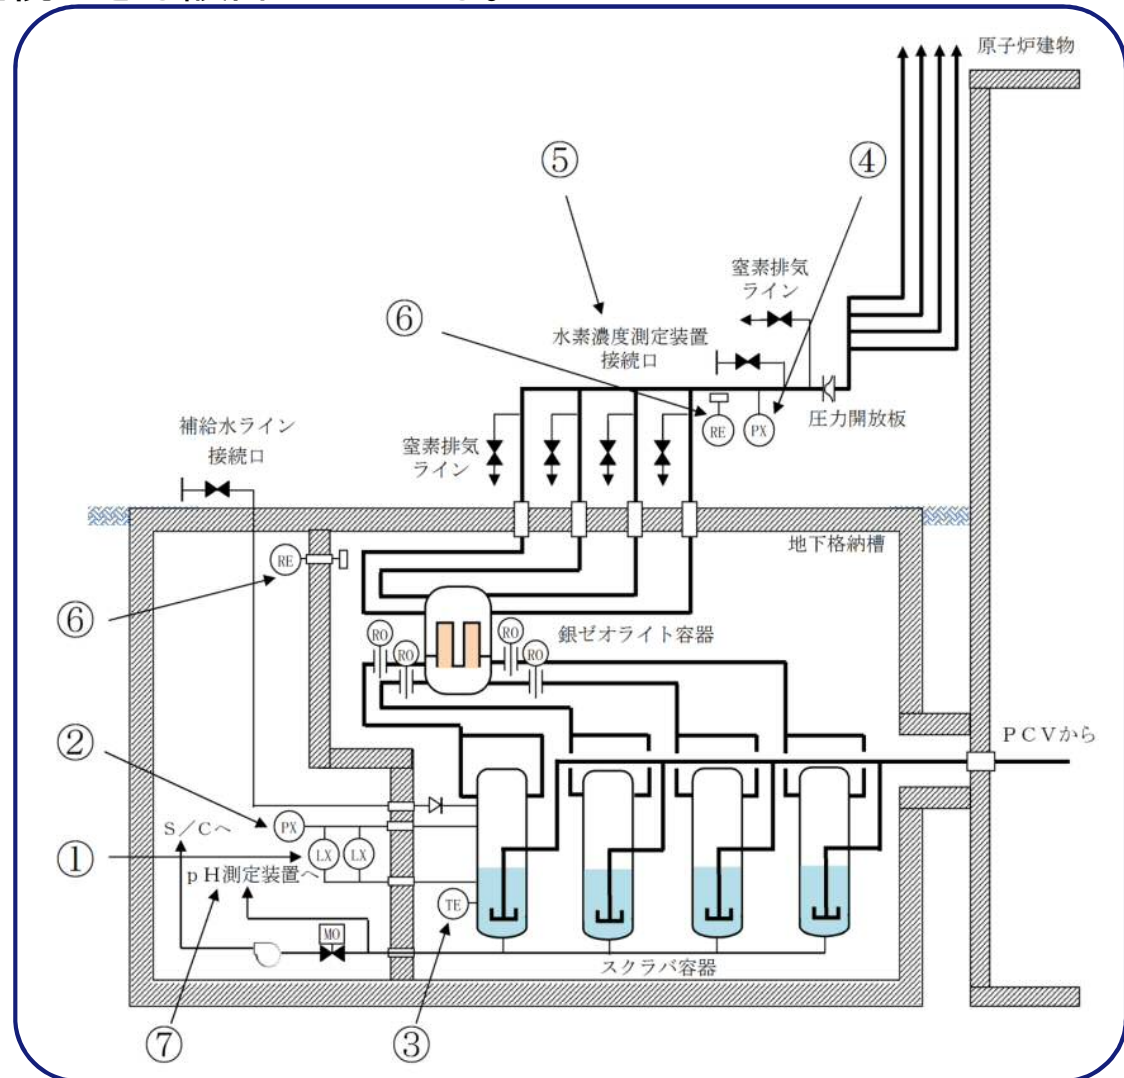 原子炉建物
⑤
④
窒素排気
ライン
⑥
水素濃度測定装置
接続口
RE
PX
圧力開放板
補給水ライン
接続口
窒素排気
ライン
地下格納槽
RE
⑥
RO
RO
RO
RO
銀ゼオライト容器
PCVから
②
S/Cへ
PX
①
LX
LX
pH測定装置へ
TE
MO
スクラバ容器
⑦
③